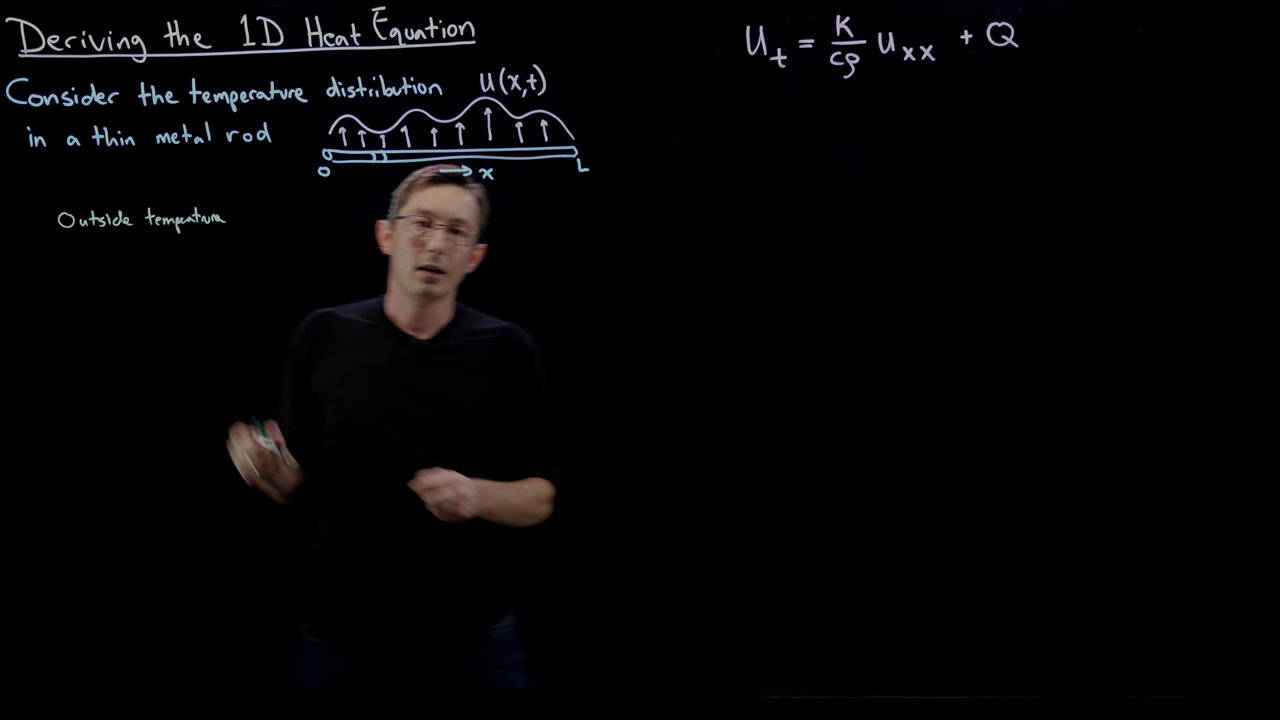 Deriving the 1D Heat Equation
Consider the temperature distribution u(x,t)
in a thin metal rod
0 → x L
Outside temperature
u_t = K/(cρ) u_xx + Q